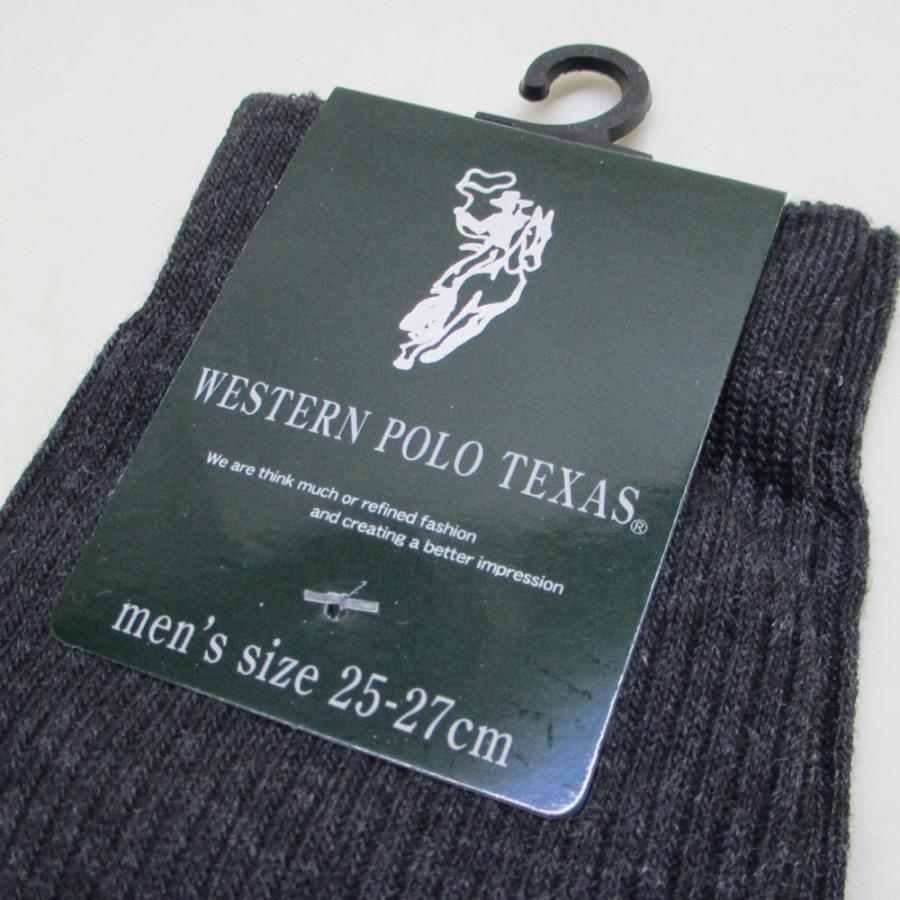 WESTERN POLO TEXAS®
We are think much or refined fashion
and creating a better impression
men's size 25-27cm